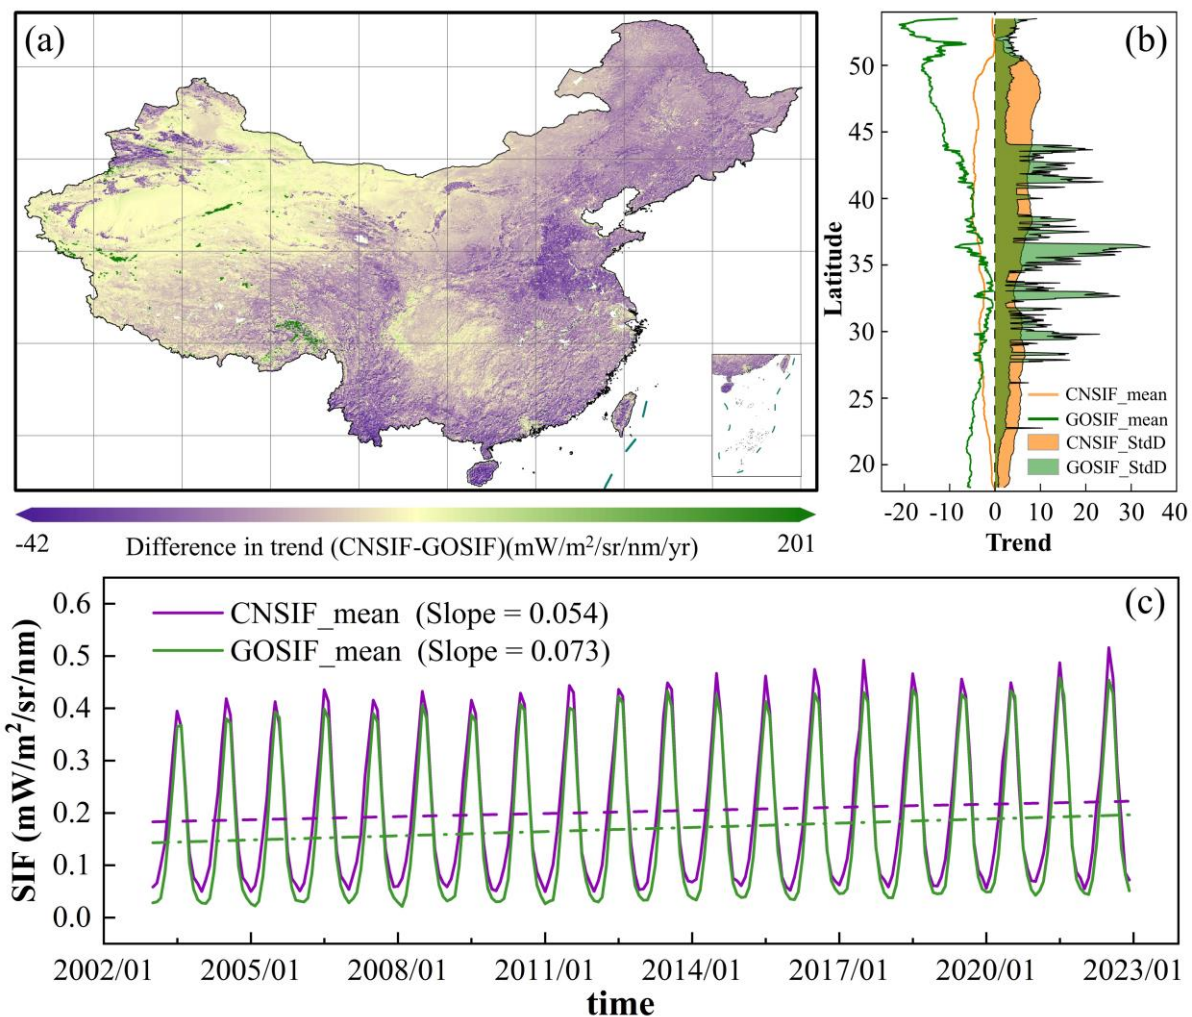 (a)
-42
Difference in trend (CNSIF-GOSIF)(mW/m²/sr/nm/yr)
201
(b)
Latitude
50
45
40
35
30
25
20
CNSIF_mean
GOSIF_mean
CNSIF_StdD
GOSIF_StdD
-20 -10 0 10 20 30 40
Trend
(c)
SIF (mW/m²/sr/nm)
0.6
0.5
0.4
0.3
0.2
0.1
0.0
CNSIF_mean (Slope = 0.054)
GOSIF_mean (Slope = 0.073)
2002/01 2005/01 2008/01 2011/01 2014/01 2017/01 2020/01 2023/01
time